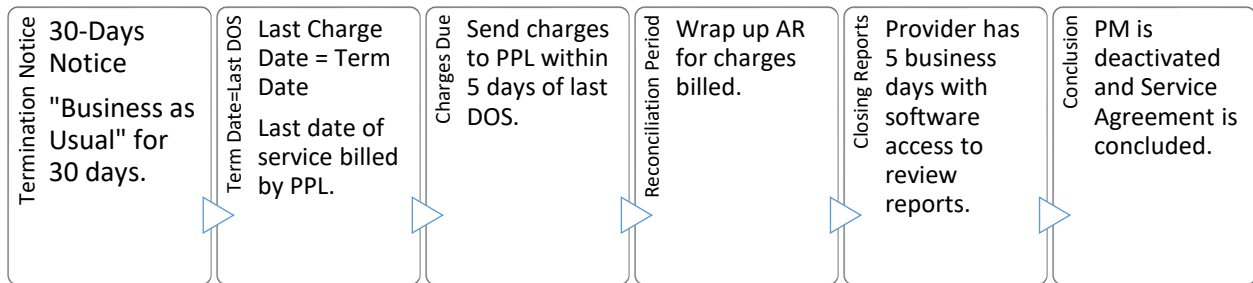 Termination Notice
30-Days
Notice
"Business as
Usual" for
30 days.
Term Date=Last DOS
Last Charge
Date = Term
Date
Last date of
service billed
by PPL.
Charges Due
Send charges
to PPL within
5 days of last
DOS.
Reconciliation Period
Wrap up AR
for charges
billed.
Closing Reports
Provider has
5 business
days with
software
access to
review
reports.
Conclusion
PM is
deactivated
and Service
Agreement is
concluded.